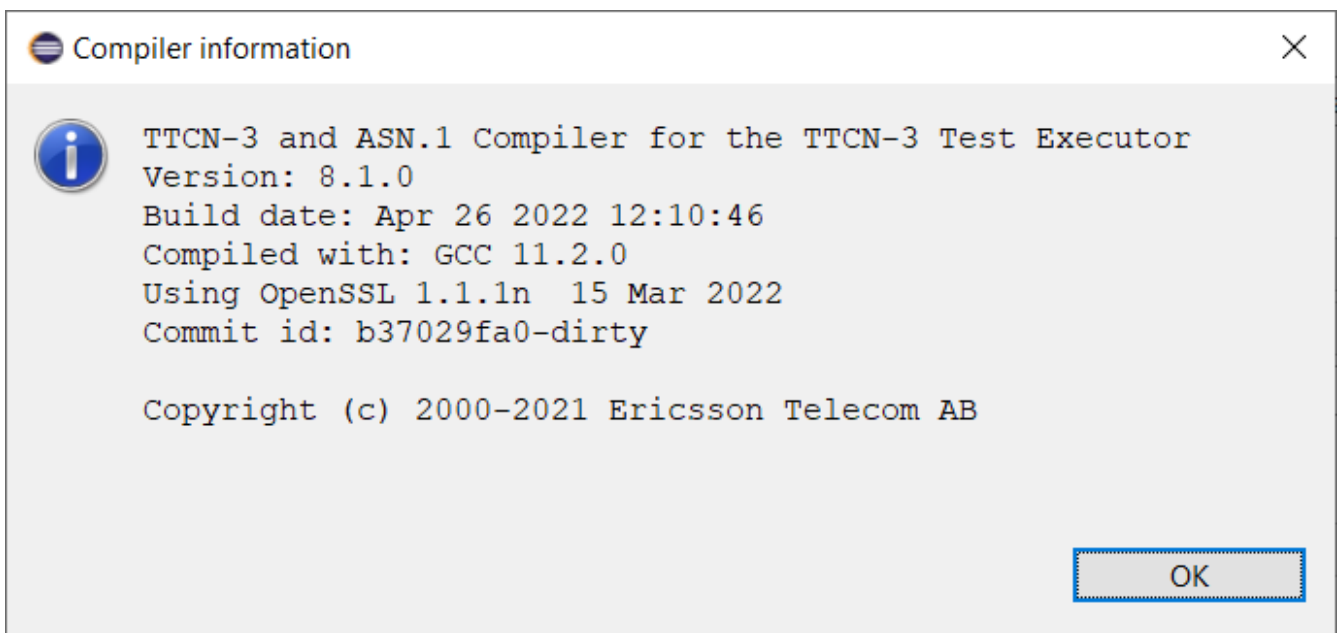 Compiler information
TTCN-3 and ASN.1 Compiler for the TTCN-3 Test Executor
Version: 8.1.0
Build date: Apr 26 2022 12:10:46
Compiled with: GCC 11.2.0
Using OpenSSL 1.1.1n  15 Mar 2022
Commit id: b37029fa0-dirty
Copyright (c) 2000-2021 Ericsson Telecom AB
OK